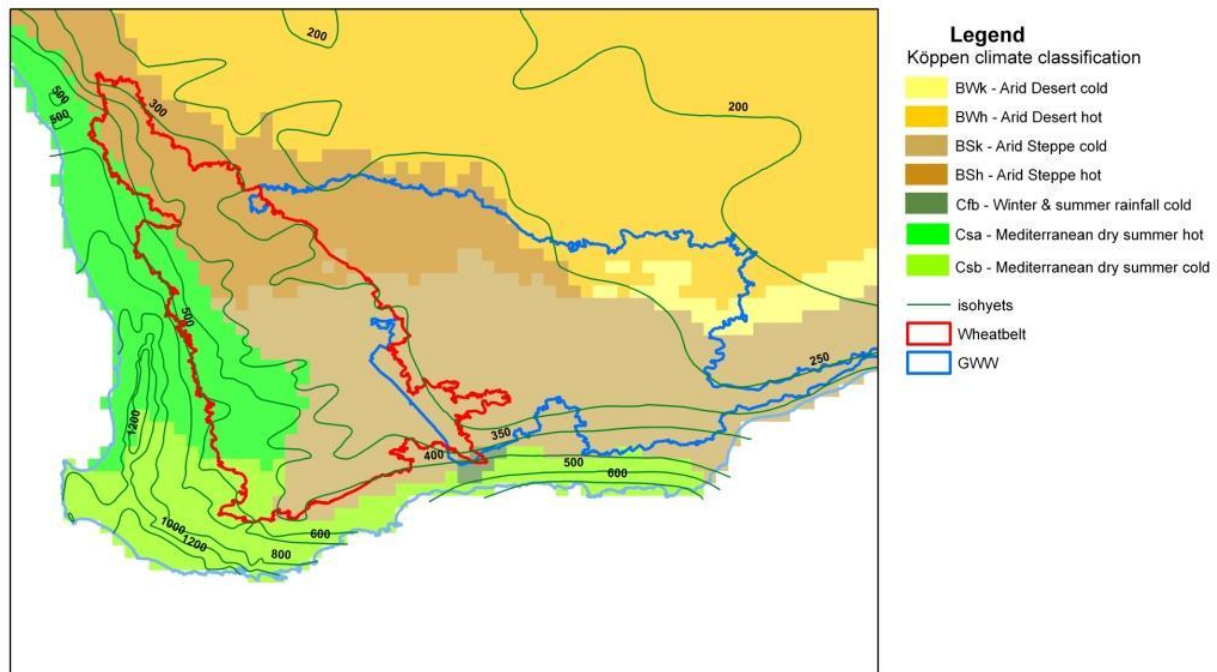 200
500
500
300
200
500
250
1200
350
400
500
600
1000
1200
600
800
Legend
Köppen climate classification
BWk - Arid Desert cold
BWh - Arid Desert hot
BSk - Arid Steppe cold
BSh - Arid Steppe hot
Cfb - Winter & summer rainfall cold
Csa - Mediterranean dry summer hot
Csb - Mediterranean dry summer cold
isohyets
Wheatbelt
GWW